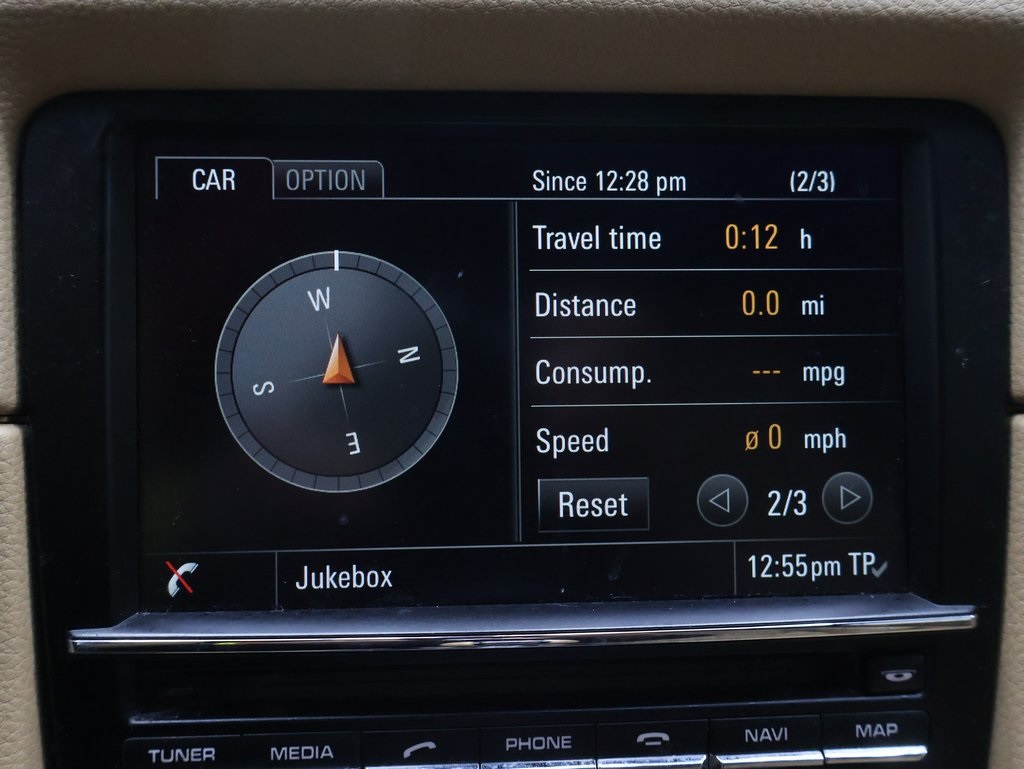 CAR OPTION Since 12:28 pm (2/3)
Travel time 0:12 h
Distance 0.0 mi
Consump. --- mpg
Speed ø 0 mph
W
N
S
E
Reset 2/3
Jukebox 12:55pm TP
TUNER MEDIA PHONE NAVI MAP